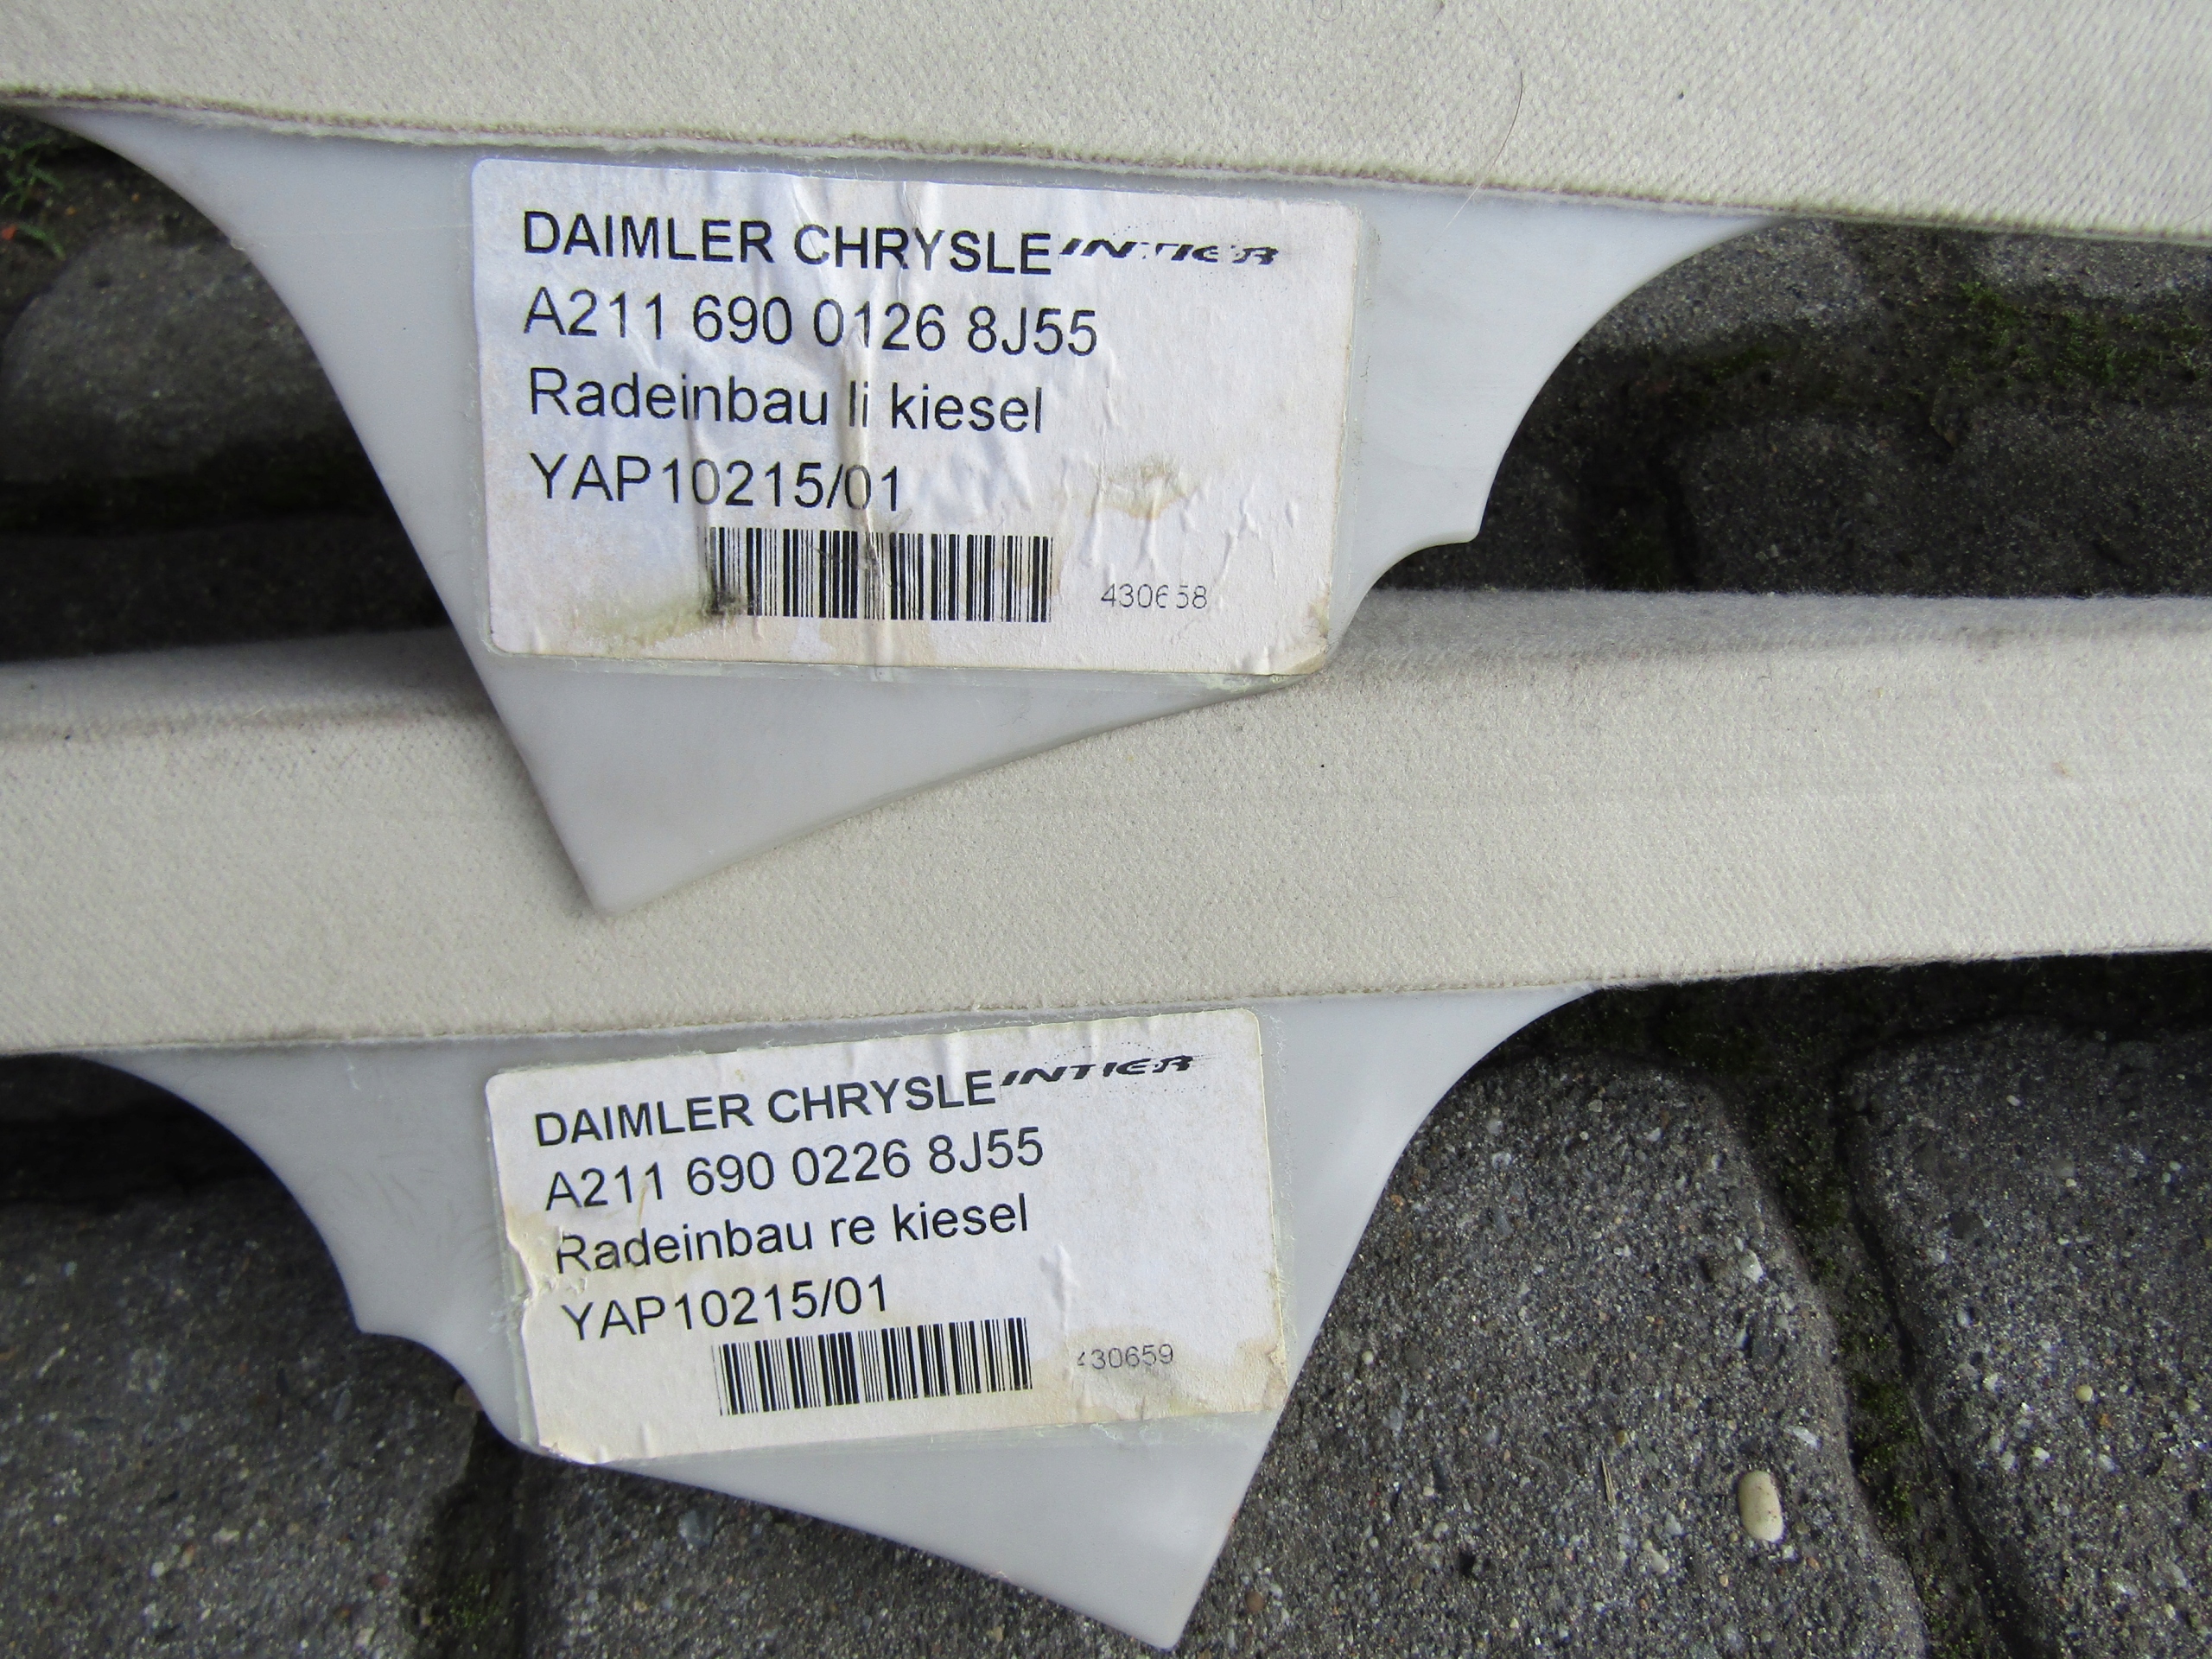 DAIMLER CHRYSLE INTIER
A211 690 0126 8J55
Radeinbau li kiesel
YAP10215/01
430658
DAIMLER CHRYSLE INTIER
A211 690 0226 8J55
Radeinbau re kiesel
YAP10215/01
430659